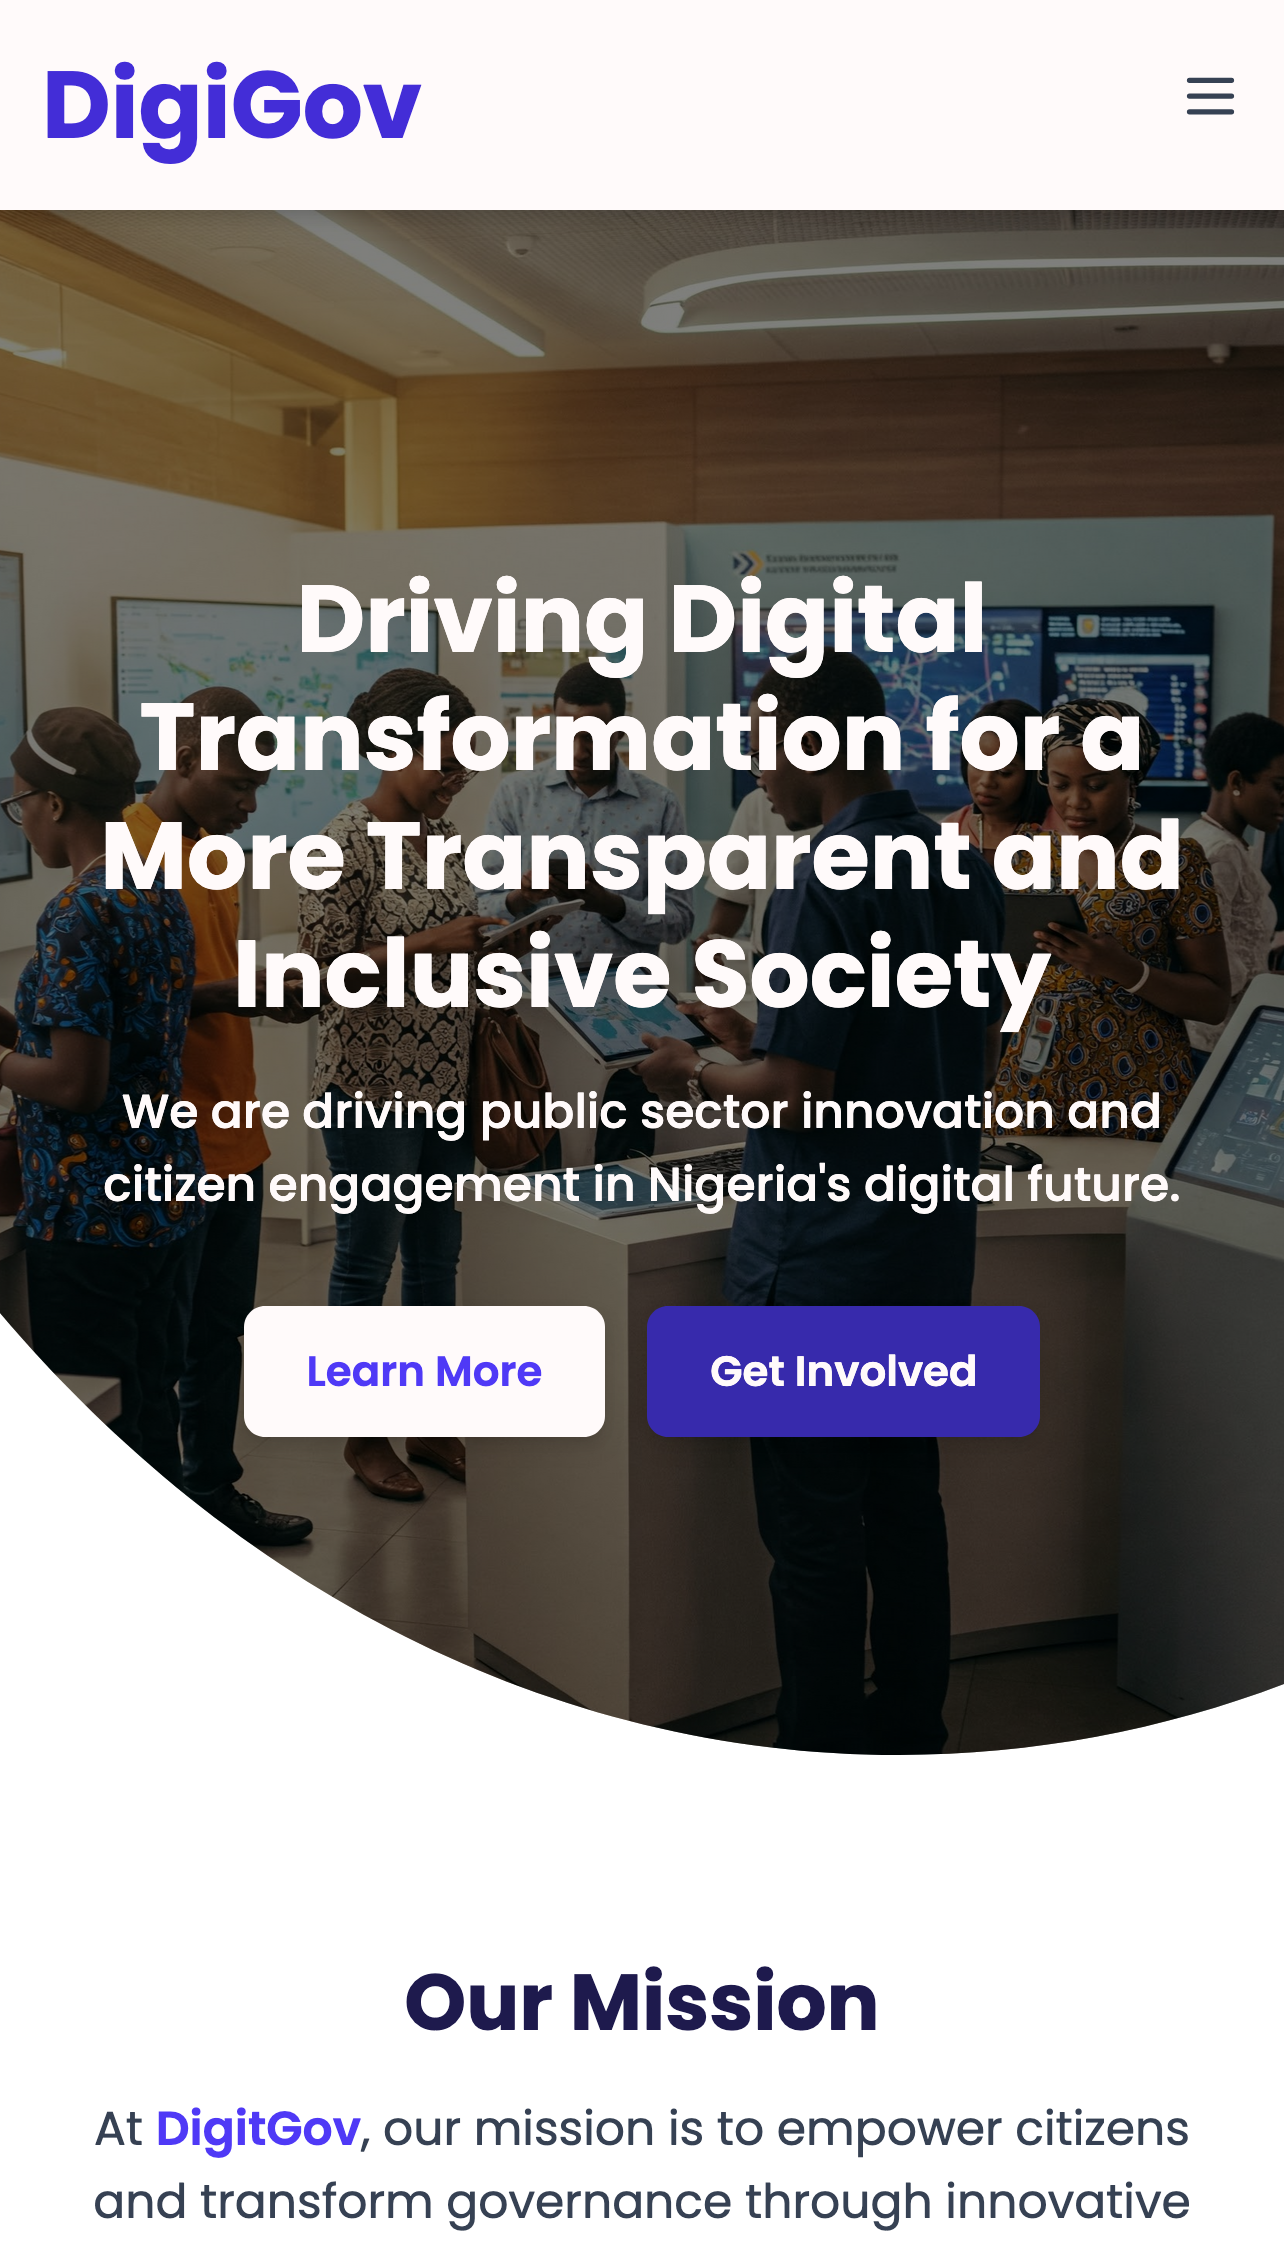 DigiGov
Driving Digital
Transformation for a
More Transparent and
Inclusive Society
We are driving public sector innovation and
citizen engagement in Nigeria's digital future.
Learn More
Get Involved
Our Mission
At DigitGov, our mission is to empower citizens
and transform governance through innovative